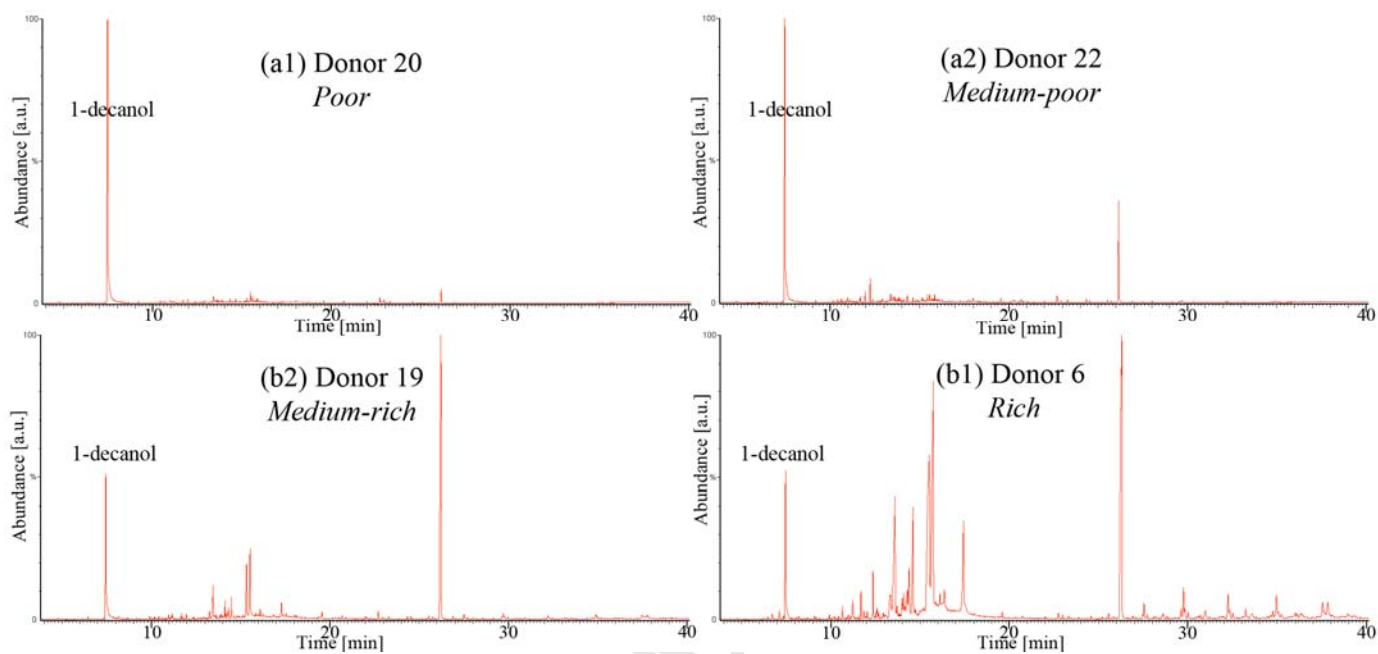 100
(a1) Donor 20
Poor
1-decanol
Abundance [a.u.]
%
0
10
20
30
40
Time [min]
100
(a2) Donor 22
Medium-poor
1-decanol
Abundance [a.u.]
%
0
10
20
30
40
Time [min]
100
(b2) Donor 19
Medium-rich
1-decanol
Abundance [a.u.]
%
0
10
20
30
40
Time [min]
100
(b1) Donor 6
Rich
1-decanol
Abundance [a.u.]
%
0
10
20
30
40
Time [min]